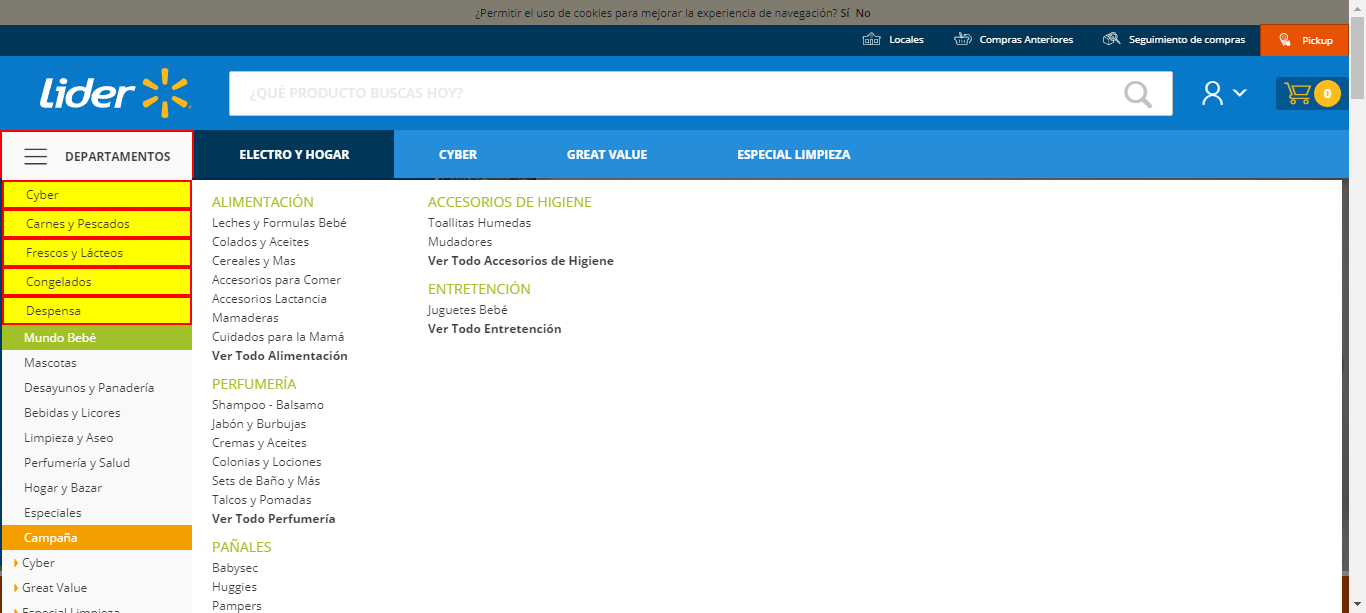 ¿Permitir el uso de cookies para mejorar la experiencia de navegación? Sí No
Locales
Compras Anteriores
Seguimiento de compras
Pickup
lider
¿QUÉ PRODUCTO BUSCAS HOY?
0
DEPARTAMENTOS
ELECTRO Y HOGAR
CYBER
GREAT VALUE
ESPECIAL LIMPIEZA
Cyber
Carnes y Pescados
Frescos y Lácteos
Congelados
Despensa
Mundo Bebé
Mascotas
Desayunos y Panadería
Bebidas y Licores
Limpieza y Aseo
Perfumería y Salud
Hogar y Bazar
Especiales
Campaña
Cyber
Great Value
Especial Limpieza
ALIMENTACIÓN
Leches y Formulas Bebé
Colados y Aceites
Cereales y Mas
Accesorios para Comer
Accesorios Lactancia
Mamaderas
Cuidados para la Mamá
Ver Todo Alimentación
PERFUMERÍA
Shampoo - Balsamo
Jabón y Burbujas
Cremas y Aceites
Colonias y Lociones
Sets de Baño y Más
Talcos y Pomadas
Ver Todo Perfumería
PAÑALES
Babysec
Huggies
Pampers
ACCESORIOS DE HIGIENE
Toallitas Humedas
Mudadores
Ver Todo Accesorios de Higiene
ENTRETENCIÓN
Juguetes Bebé
Ver Todo Entretención